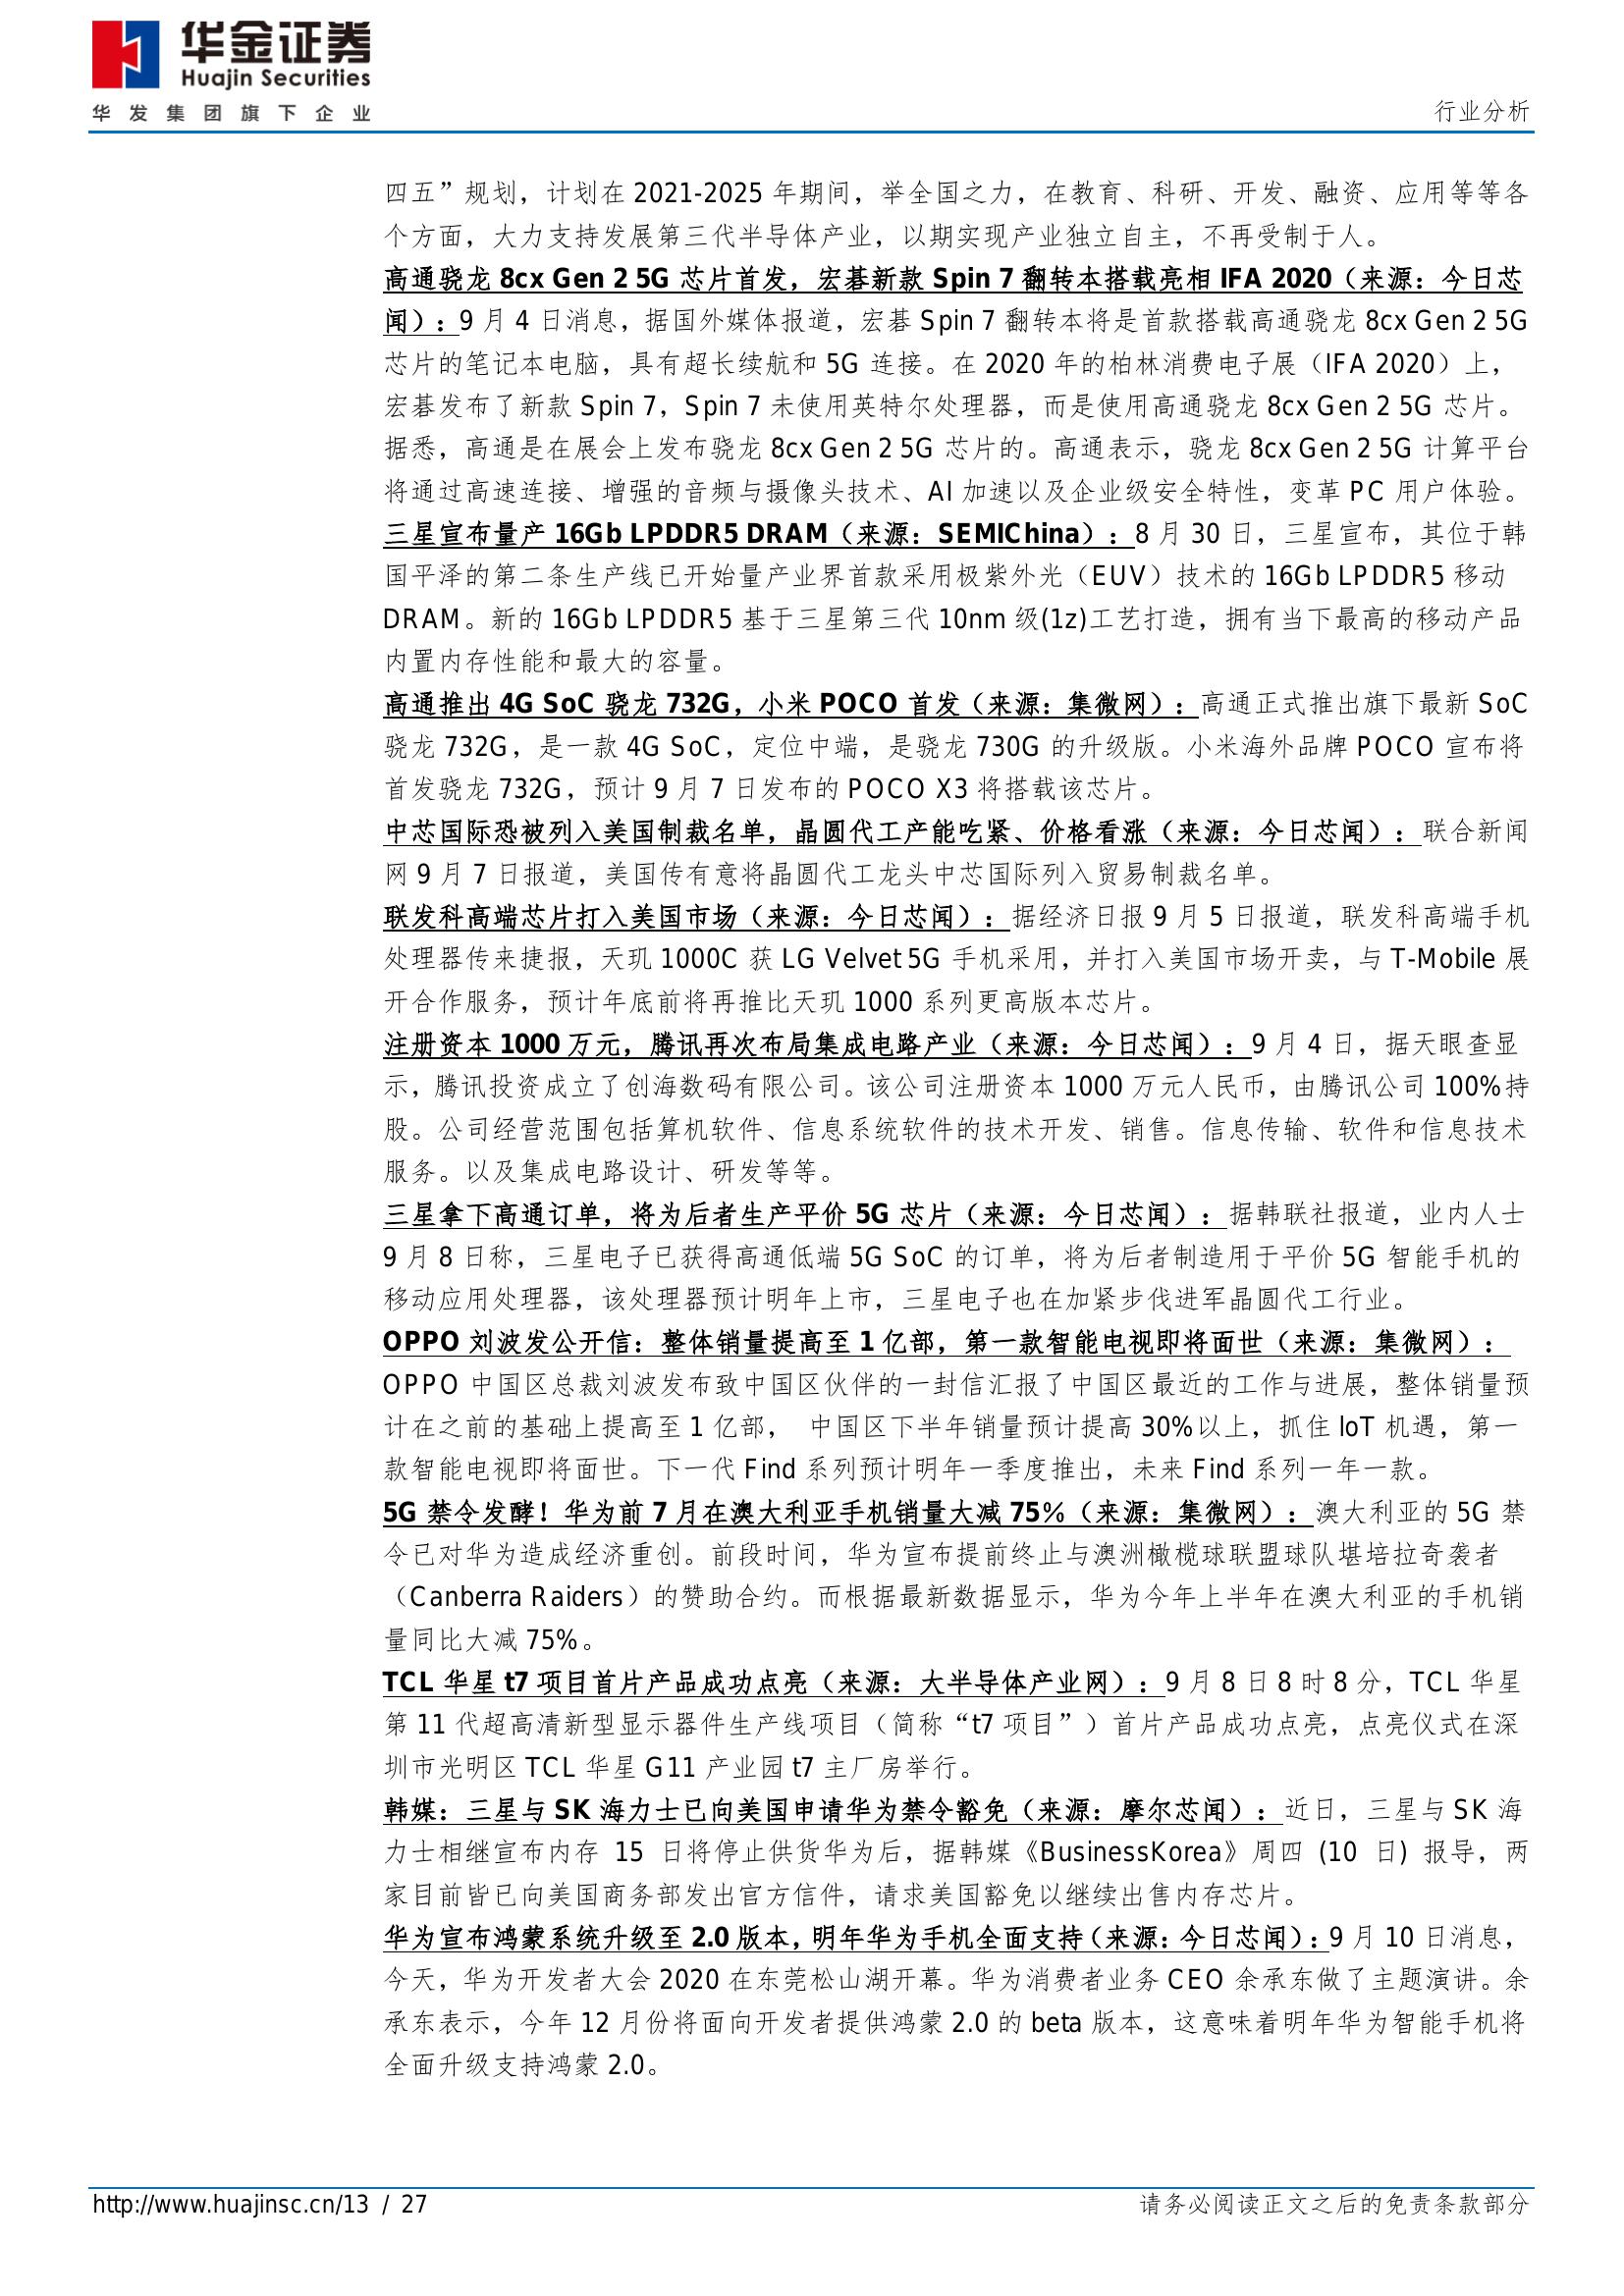 华金证券
Huajin Securities
华发集团旗下企业
行业分析
四五”规划，计划在 2021-2025 年期间，举全国之力，在教育、科研、开发、融资、应用等等各
个方面，大力支持发展第三代半导体产业，以期实现产业独立自主，不再受制于人。
高通骁龙 8cx Gen 2 5G 芯片首发，宏碁新款 Spin 7 翻转本搭载亮相 IFA 2020（来源：今日芯
闻）：9 月 4 日消息，据国外媒体报道，宏碁 Spin 7 翻转本将是首款搭载高通骁龙 8cx Gen 2 5G
芯片的笔记本电脑，具有超长续航和 5G 连接。在 2020 年的柏林消费电子展（IFA 2020）上，
宏碁发布了新款 Spin 7，Spin 7 未使用英特尔处理器，而是使用高通骁龙 8cx Gen 2 5G 芯片。
据悉，高通是在展会上发布骁龙 8cx Gen 2 5G 芯片的。高通表示，骁龙 8cx Gen 2 5G 计算平台
将通过高速连接、增强的音频与摄像头技术、AI 加速以及企业级安全特性，变革 PC 用户体验。
三星宣布量产 16Gb LPDDR5 DRAM（来源：SEMIChina）：8 月 30 日，三星宣布，其位于韩
国平泽的第二条生产线已开始量产业界首款采用极紫外光（EUV）技术的 16Gb LPDDR5 移动
DRAM。新的 16Gb LPDDR5 基于三星第三代 10nm 级(1z)工艺打造，拥有当下最高的移动产品
内置内存性能和最大的容量。
高通推出 4G SoC 骁龙 732G，小米 POCO 首发（来源：集微网）：高通正式推出旗下最新 SoC
骁龙 732G，是一款 4G SoC，定位中端，是骁龙 730G 的升级版。小米海外品牌 POCO 宣布将
首发骁龙 732G，预计 9 月 7 日发布的 POCO X3 将搭载该芯片。
中芯国际恐被列入美国制裁名单，晶圆代工产能吃紧、价格看涨（来源：今日芯闻）：联合新闻
网 9 月 7 日报道，美国传有意将晶圆代工龙头中芯国际列入贸易制裁名单。
联发科高端芯片打入美国市场（来源：今日芯闻）：据经济日报 9 月 5 日报道，联发科高端手机
处理器传来捷报，天玑 1000C 获 LG Velvet 5G 手机采用，并打入美国市场开卖，与 T-Mobile 展
开合作服务，预计年底前将再推比天玑 1000 系列更高版本芯片。
注册资本 1000 万元，腾讯再次布局集成电路产业（来源：今日芯闻）：9 月 4 日，据天眼查显
示，腾讯投资成立了创海数码有限公司。该公司注册资本 1000 万元人民币，由腾讯公司 100%持
股。公司经营范围包括算机软件、信息系统软件的技术开发、销售。信息传输、软件和信息技术
服务。以及集成电路设计、研发等等。
三星拿下高通订单，将为后者生产平价 5G 芯片（来源：今日芯闻）：据韩联社报道，业内人士
9 月 8 日称，三星电子已获得高通低端 5G SoC 的订单，将为后者制造用于平价 5G 智能手机的
移动应用处理器，该处理器预计明年上市，三星电子也在加紧步伐进军晶圆代工行业。
OPPO 刘波发公开信：整体销量提高至 1 亿部，第一款智能电视即将面世（来源：集微网）：
OPPO 中国区总裁刘波发布致中国区伙伴的一封信汇报了中国区最近的工作与进展，整体销量预
计在之前的基础上提高至 1 亿部， 中国区下半年销量预计提高 30%以上，抓住 IoT 机遇，第一
款智能电视即将面世。下一代 Find 系列预计明年一季度推出，未来 Find 系列一年一款。
5G 禁令发酵！华为前 7 月在澳大利亚手机销量大减 75%（来源：集微网）：澳大利亚的 5G 禁
令已对华为造成经济重创。前段时间，华为宣布提前终止与澳洲橄榄球联盟球队堪培拉奇袭者
（Canberra Raiders）的赞助合约。而根据最新数据显示，华为今年上半年在澳大利亚的手机销
量同比大减 75%。
TCL 华星 t7 项目首片产品成功点亮（来源：大半导体产业网）：9 月 8 日 8 时 8 分，TCL 华星
第 11 代超高清新型显示器件生产线项目（简称“t7 项目”）首片产品成功点亮，点亮仪式在深
圳市光明区 TCL 华星 G11 产业园 t7 主厂房举行。
韩媒：三星与 SK 海力士已向美国申请华为禁令豁免（来源：摩尔芯闻）：近日，三星与 SK 海
力士相继宣布内存 15 日将停止供货华为后，据韩媒《BusinessKorea》周四 (10 日) 报导，两
家目前皆已向美国商务部发出官方信件，请求美国豁免以继续出售内存芯片。
华为宣布鸿蒙系统升级至 2.0 版本，明年华为手机全面支持（来源：今日芯闻）：9 月 10 日消息，
今天，华为开发者大会 2020 在东莞松山湖开幕。华为消费者业务 CEO 余承东做了主题演讲。余
承东表示，今年 12 月份将面向开发者提供鸿蒙 2.0 的 beta 版本，这意味着明年华为智能手机将
全面升级支持鸿蒙 2.0。
http://www.huajinsc.cn/13 / 27
请务必阅读正文之后的免责条款部分